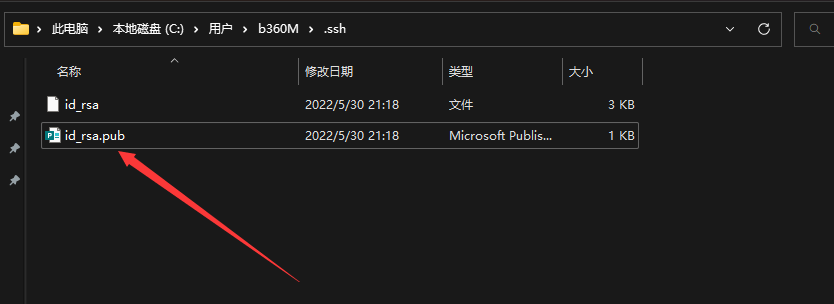 此电脑 本地磁盘 (C:) 用户 b360M .ssh
名称 修改日期 类型 大小
id_rsa 2022/5/30 21:18 文件 3 KB
id_rsa.pub 2022/5/30 21:18 Microsoft Publis... 1 KB